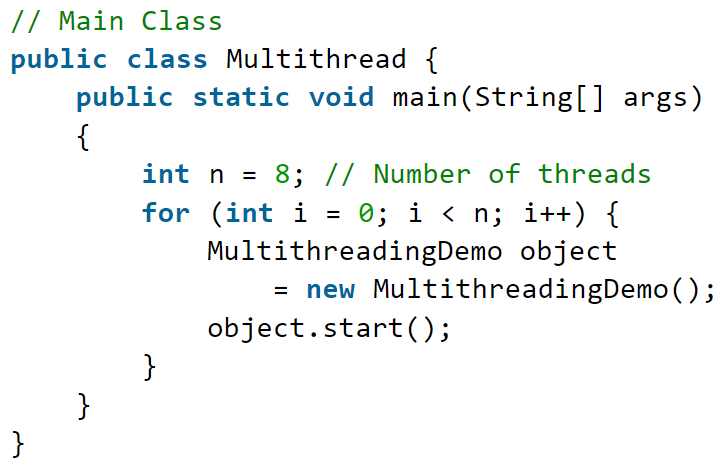 // Main Class
public class Multithread {
    public static void main(String[] args)
    {
        int n = 8; // Number of threads
        for (int i = 0; i < n; i++) {
            MultithreadingDemo object
                = new MultithreadingDemo();
            object.start();
        }
    }
}